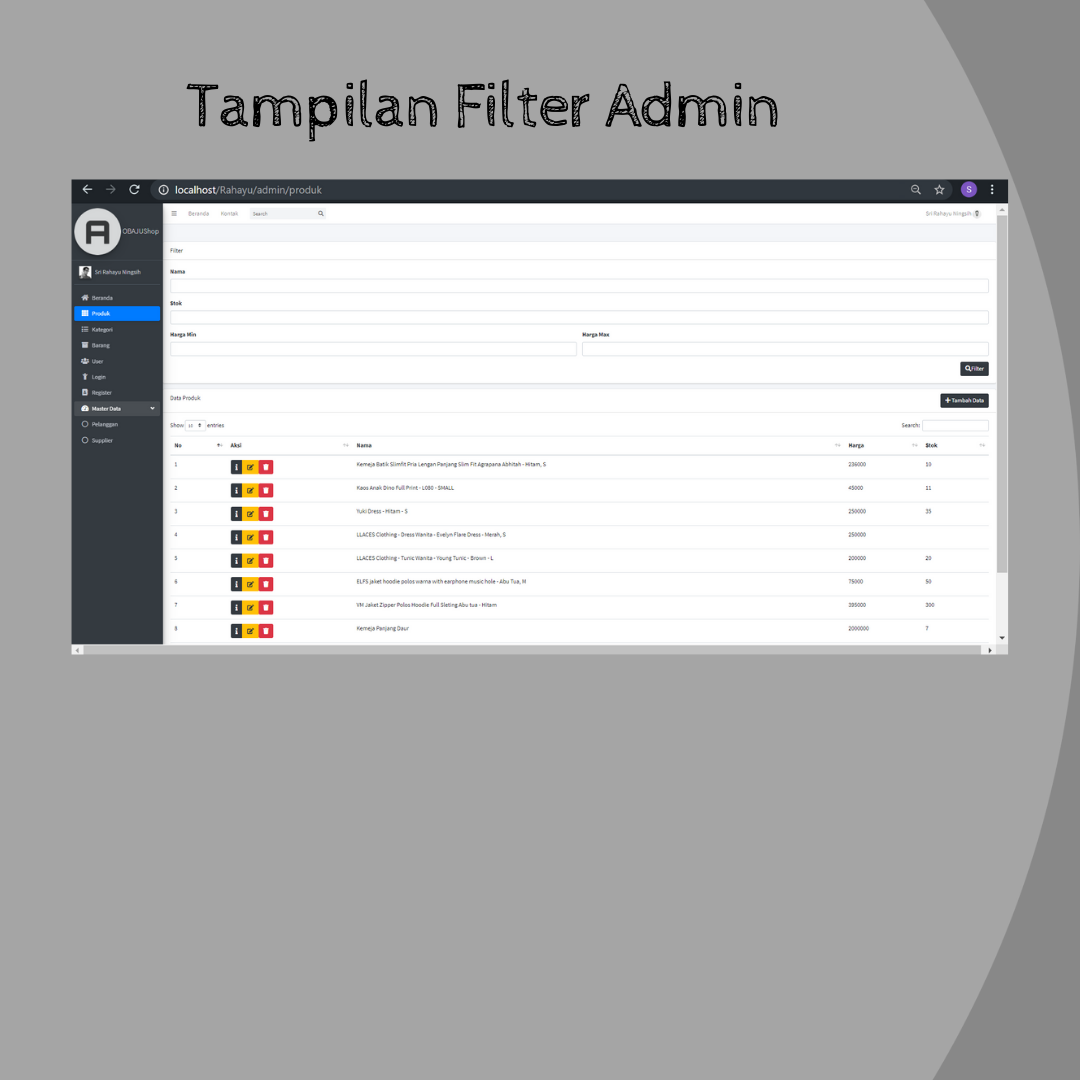 Tampilan Filter Admin
localhost/Rahayu/admin/produk
S
A OBAJUShop
Beranda Kontak Search
Sri Rahayu Ningsih
Sri Rahayu Ningsih
Beranda
Produk
Kategori
Barang
User
Login
Register
Master Data
Pelanggan
Supplier
Filter
Nama
Stok
Harga Min Harga Max
Filter
Data Produk
+ Tambah Data
Show entries
Search:
No Aksi Nama Harga Stok
1 Kemeja Batik Slimfit Pria Lengan Panjang Slim Fit Agrapana Abhitah - Hitam, S 236000 10
2 Kaos Anak Dino Full Print - L080 - SMALL 45000 11
3 Yuki Dress - Hitam - S 250000 35
4 LLACES Clothing - Dress Wanita - Evelyn Flare Dress - Merah, S 250000
5 LLACES Clothing - Tunic Wanita - Young Tunic - Brown - L 200000 20
6 ELFS jaket hoodie polos warna with earphone music hole - Abu Tua, M 75000 50
7 VM Jaket Zipper Polos Hoodie Full Sleting Abu tua - Hitam 395000 300
Kemeja Panjang Daur 2000000 7